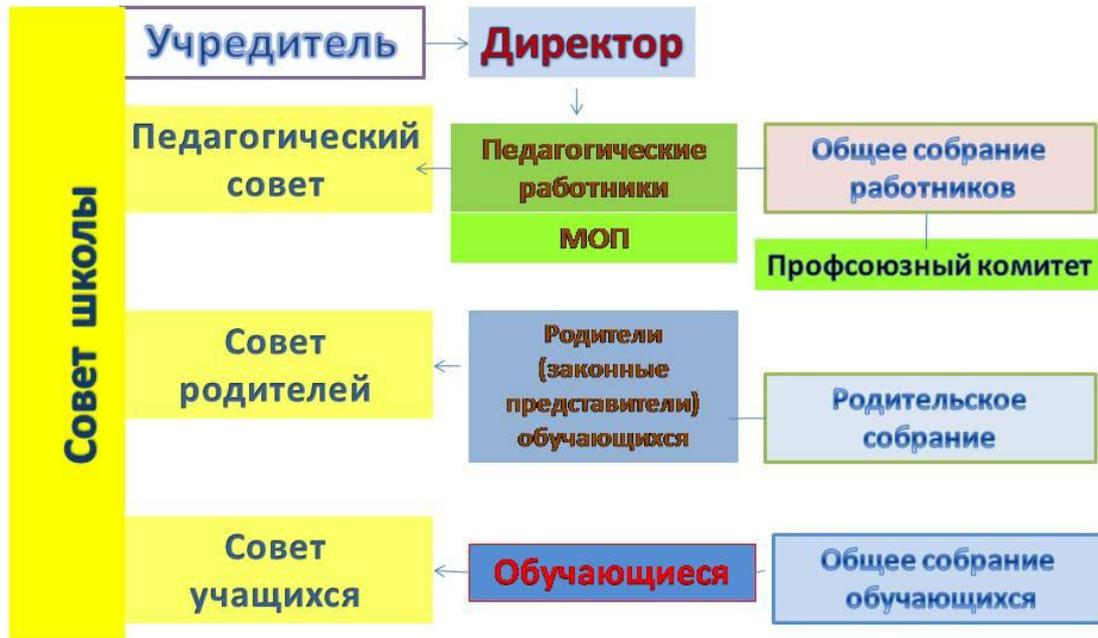 Совет школы
Учредитель
Директор
Педагогический
совет
Педагогические
работники
МОП
Общее собрание
работников
Профсоюзный комитет
Совет
родителей
Родители
(законные
представители)
обучающихся
Родительское
собрание
Совет
учащихся
Обучающиеся
Общее собрание
обучающихся